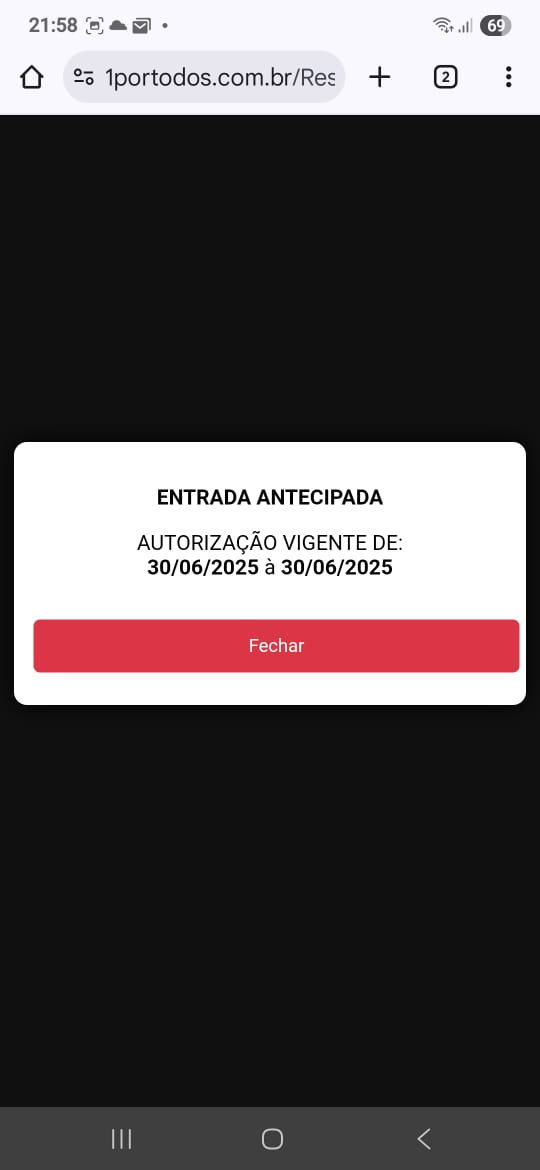 21:58
69
1portodos.com.br/Res
2
ENTRADA ANTECIPADA
AUTORIZAÇÃO VIGENTE DE:
30/06/2025 à 30/06/2025
Fechar